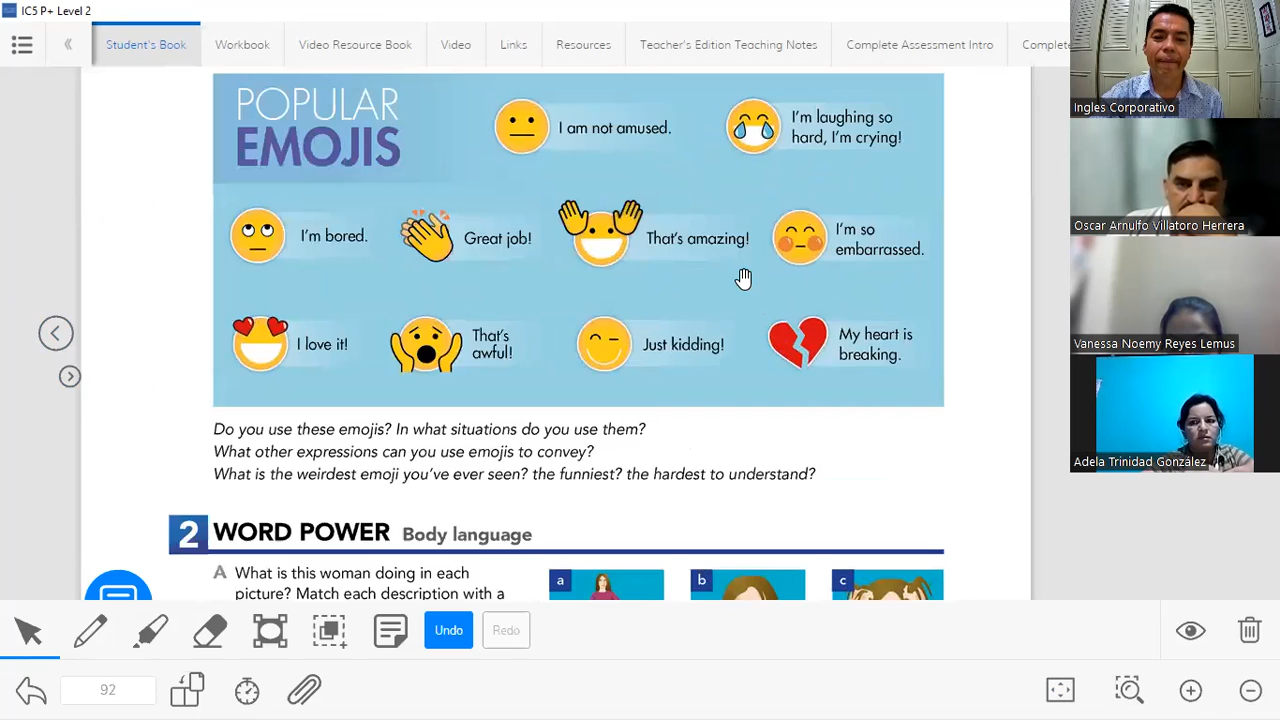 IC5 P+ Level 2
Student's Book
Workbook
Video Resource Book
Video
Links
Resources
Teacher's Edition Teaching Notes
Complete Assessment Intro
Complete
POPULAR
EMOJIS
I am not amused.
I'm laughing so
hard, I'm crying!
I'm bored.
Great job!
That's amazing!
I'm so
embarrassed.
I love it!
That's
awful!
Just kidding!
My heart is
breaking.
Do you use these emojis? In what situations do you use them?
What other expressions can you use emojis to convey?
What is the weirdest emoji you've ever seen? the funniest? the hardest to understand?
2 WORD POWER Body language
A What is this woman doing in each
picture? Match each description with a
a
b
c
Undo
Redo
92
Ingles Corporativo
Oscar Arnulfo Villatoro Herrera
Vanessa Noemy Reyes Lemus
Adela Trinidad González